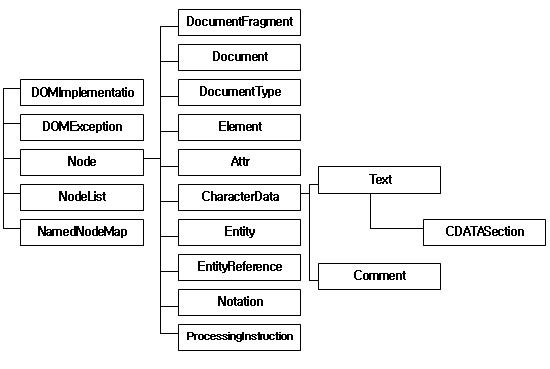 DOMImplementatio
DOMException
Node
NodeList
NamedNodeMap
DocumentFragment
Document
DocumentType
Element
Attr
CharacterData
Entity
EntityReference
Notation
ProcessingInstruction
Text
Comment
CDATASection